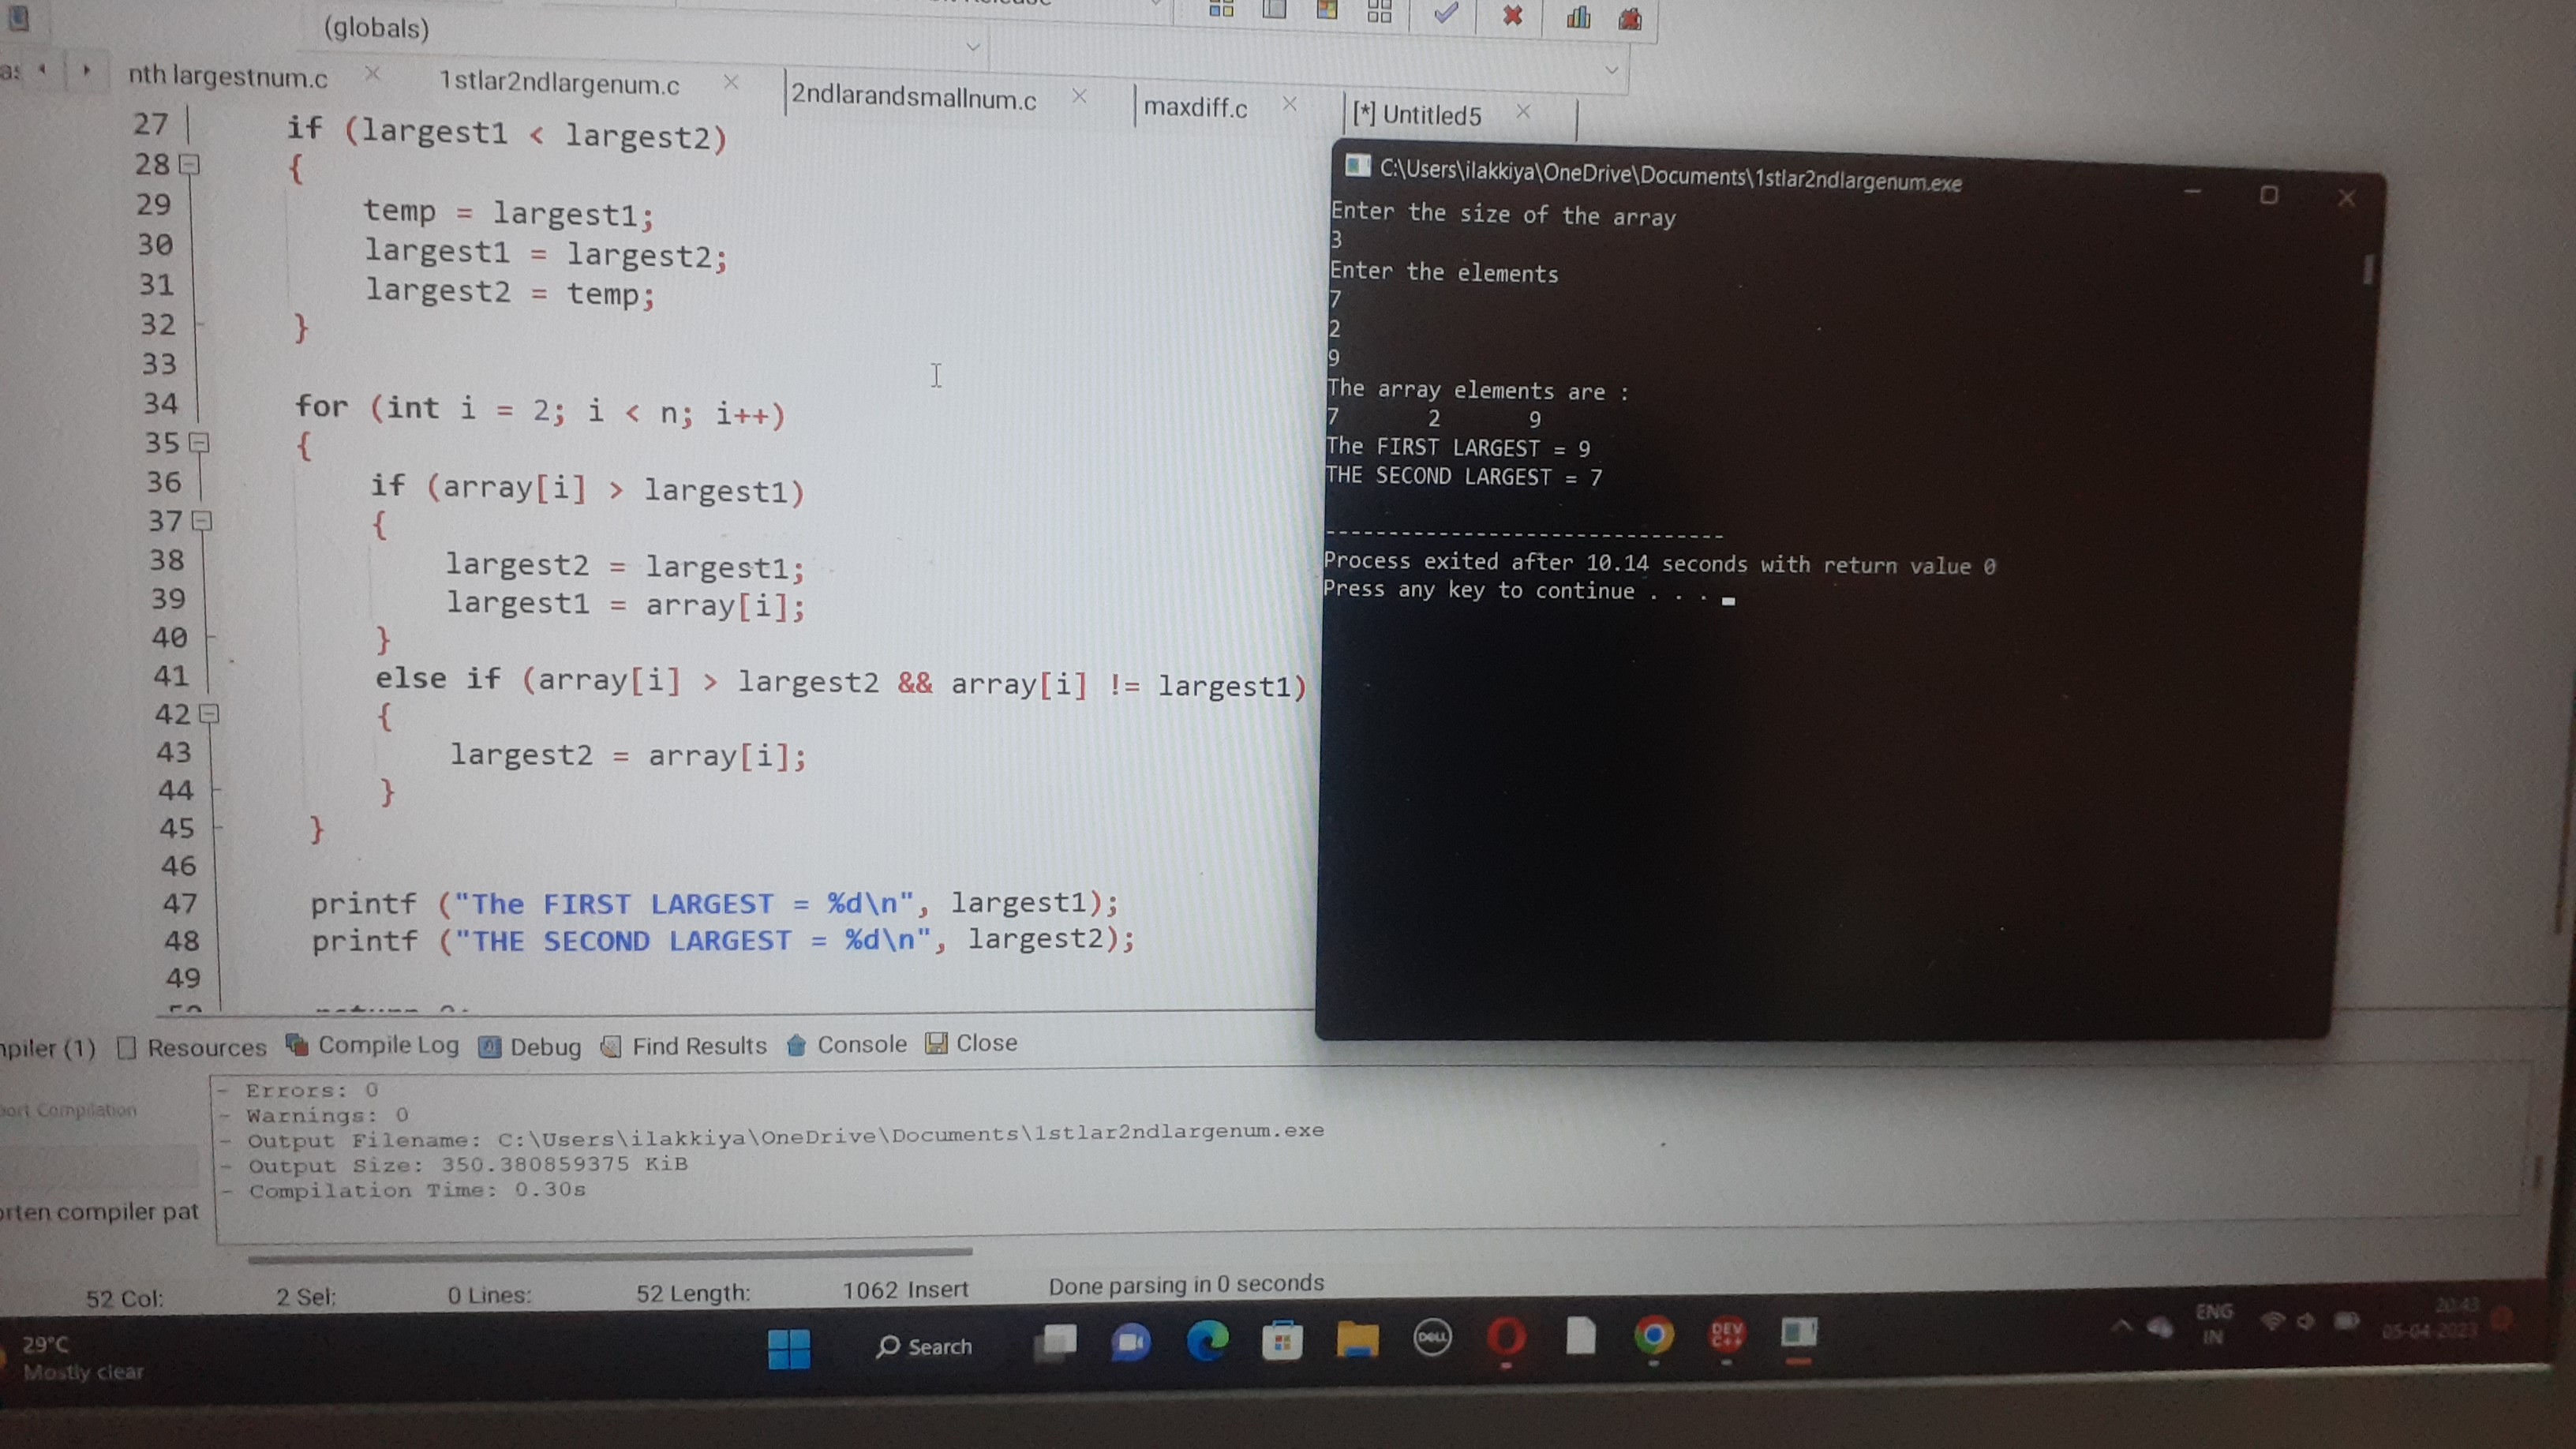 (globals)
nth largestnum.c
1stlar2ndlargenum.c
2ndlarandsmallnum.c
maxdiff.c
[*] Untitled5
27 if (largest1 < largest2)
28 {
29 temp = largest1;
30 largest1 = largest2;
31 largest2 = temp;
32 }
33
34 for (int i = 2; i < n; i++)
35 {
36 if (array[i] > largest1)
37 {
38 largest2 = largest1;
39 largest1 = array[i];
40 }
41 else if (array[i] > largest2 && array[i] != largest1)
42 {
43 largest2 = array[i];
44 }
45 }
46
47 printf ("The FIRST LARGEST = %d\n", largest1);
48 printf ("THE SECOND LARGEST = %d\n", largest2);
49
C:\Users\ilakkiya\OneDrive\Documents\1stlar2ndlargenum.exe
Enter the size of the array
3
Enter the elements
7
2
9
The array elements are :
7 2 9
The FIRST LARGEST = 9
THE SECOND LARGEST = 7
--------------------------------
Process exited after 10.14 seconds with return value 0
Press any key to continue . . .
mpiler (1) Resources Compile Log Debug Find Results Console Close
ort Compilation
rten compiler pat
- Errors: 0
- Warnings: 0
- Output Filename: C:\Users\ilakkiya\OneDrive\Documents\1stlar2ndlargenum.exe
- Output Size: 350.380859375 KiB
- Compilation Time: 0.30s
52 Col: 2 Sel: 0 Lines: 52 Length: 1062 Insert Done parsing in 0 seconds
29°C
Mostly clear
Search
DELL
DEV
C++
ENG
IN
20:43
05-04-2023